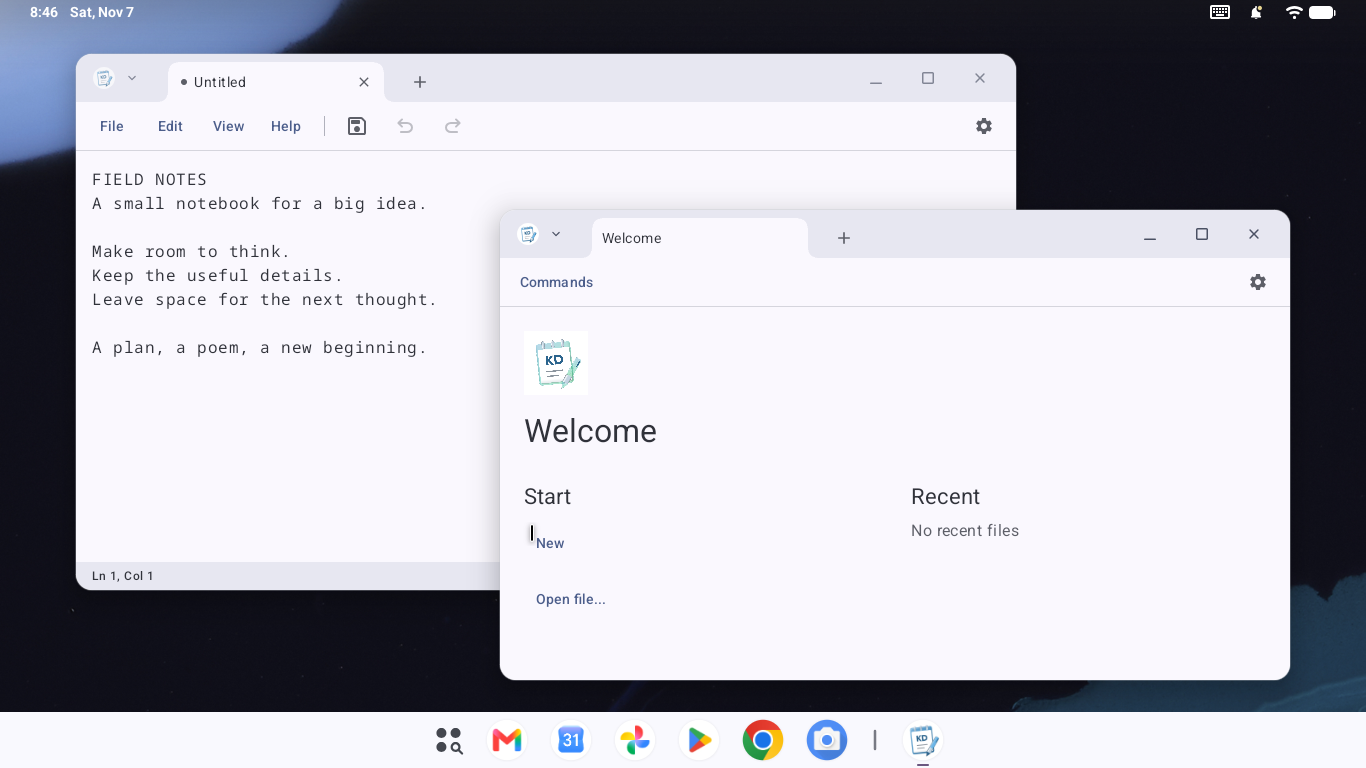 8:46 Sat, Nov 7
Untitled
File Edit View Help
FIELD NOTES
A small notebook for a big idea.
Make room to think.
Keep the useful details.
Leave space for the next thought.
A plan, a poem, a new beginning.
Ln 1, Col 1
Welcome
Commands
KD
Welcome
Start
New
Open file...
Recent
No recent files
31
KD